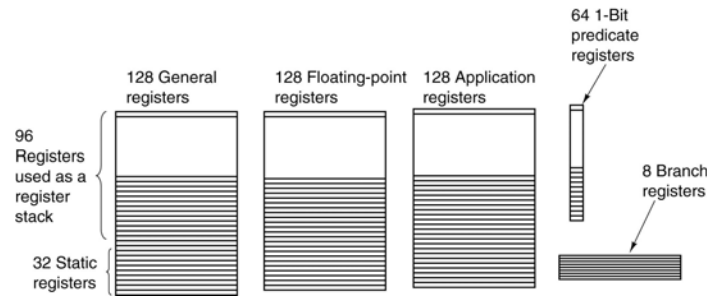 64 1-Bit
predicate
registers
128 General
registers
128 Floating-point
registers
128 Application
registers
96
Registers
used as a
register
stack
8 Branch
registers
32 Static
registers